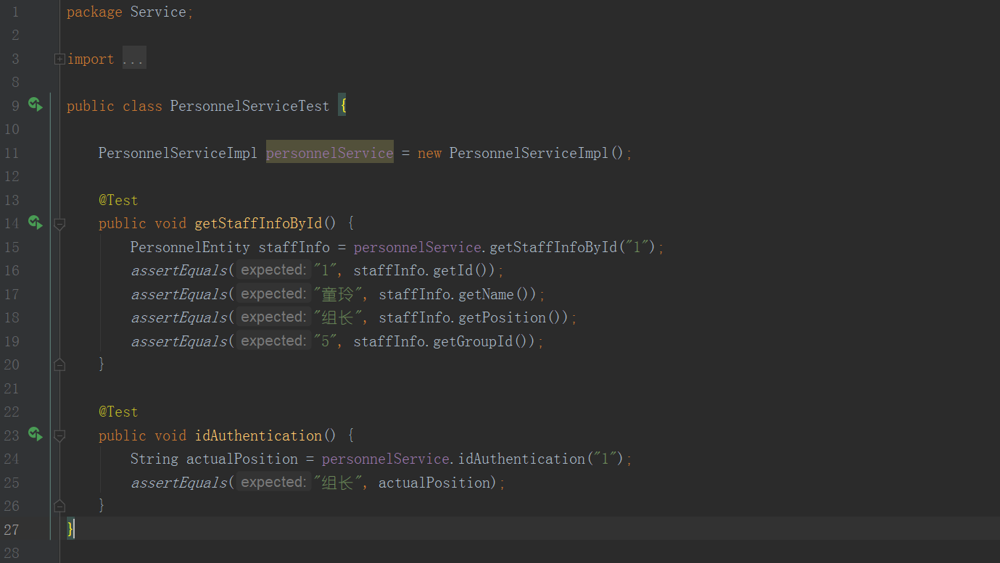 1 package Service;
2
3 import ...
8
9 public class PersonnelServiceTest {
10
11 PersonnelServiceImpl personnelService = new PersonnelServiceImpl();
12
13 @Test
14 public void getStaffInfoById() {
15 PersonnelEntity staffInfo = personnelService.getStaffInfoById("1");
16 assertEquals( expected: "1", staffInfo.getId());
17 assertEquals( expected: "童玲", staffInfo.getName());
18 assertEquals( expected: "组长", staffInfo.getPosition());
19 assertEquals( expected: "5", staffInfo.getGroupId());
20 }
21
22 @Test
23 public void idAuthentication() {
24 String actualPosition = personnelService.idAuthentication("1");
25 assertEquals( expected: "组长", actualPosition);
26 }
27 }
28